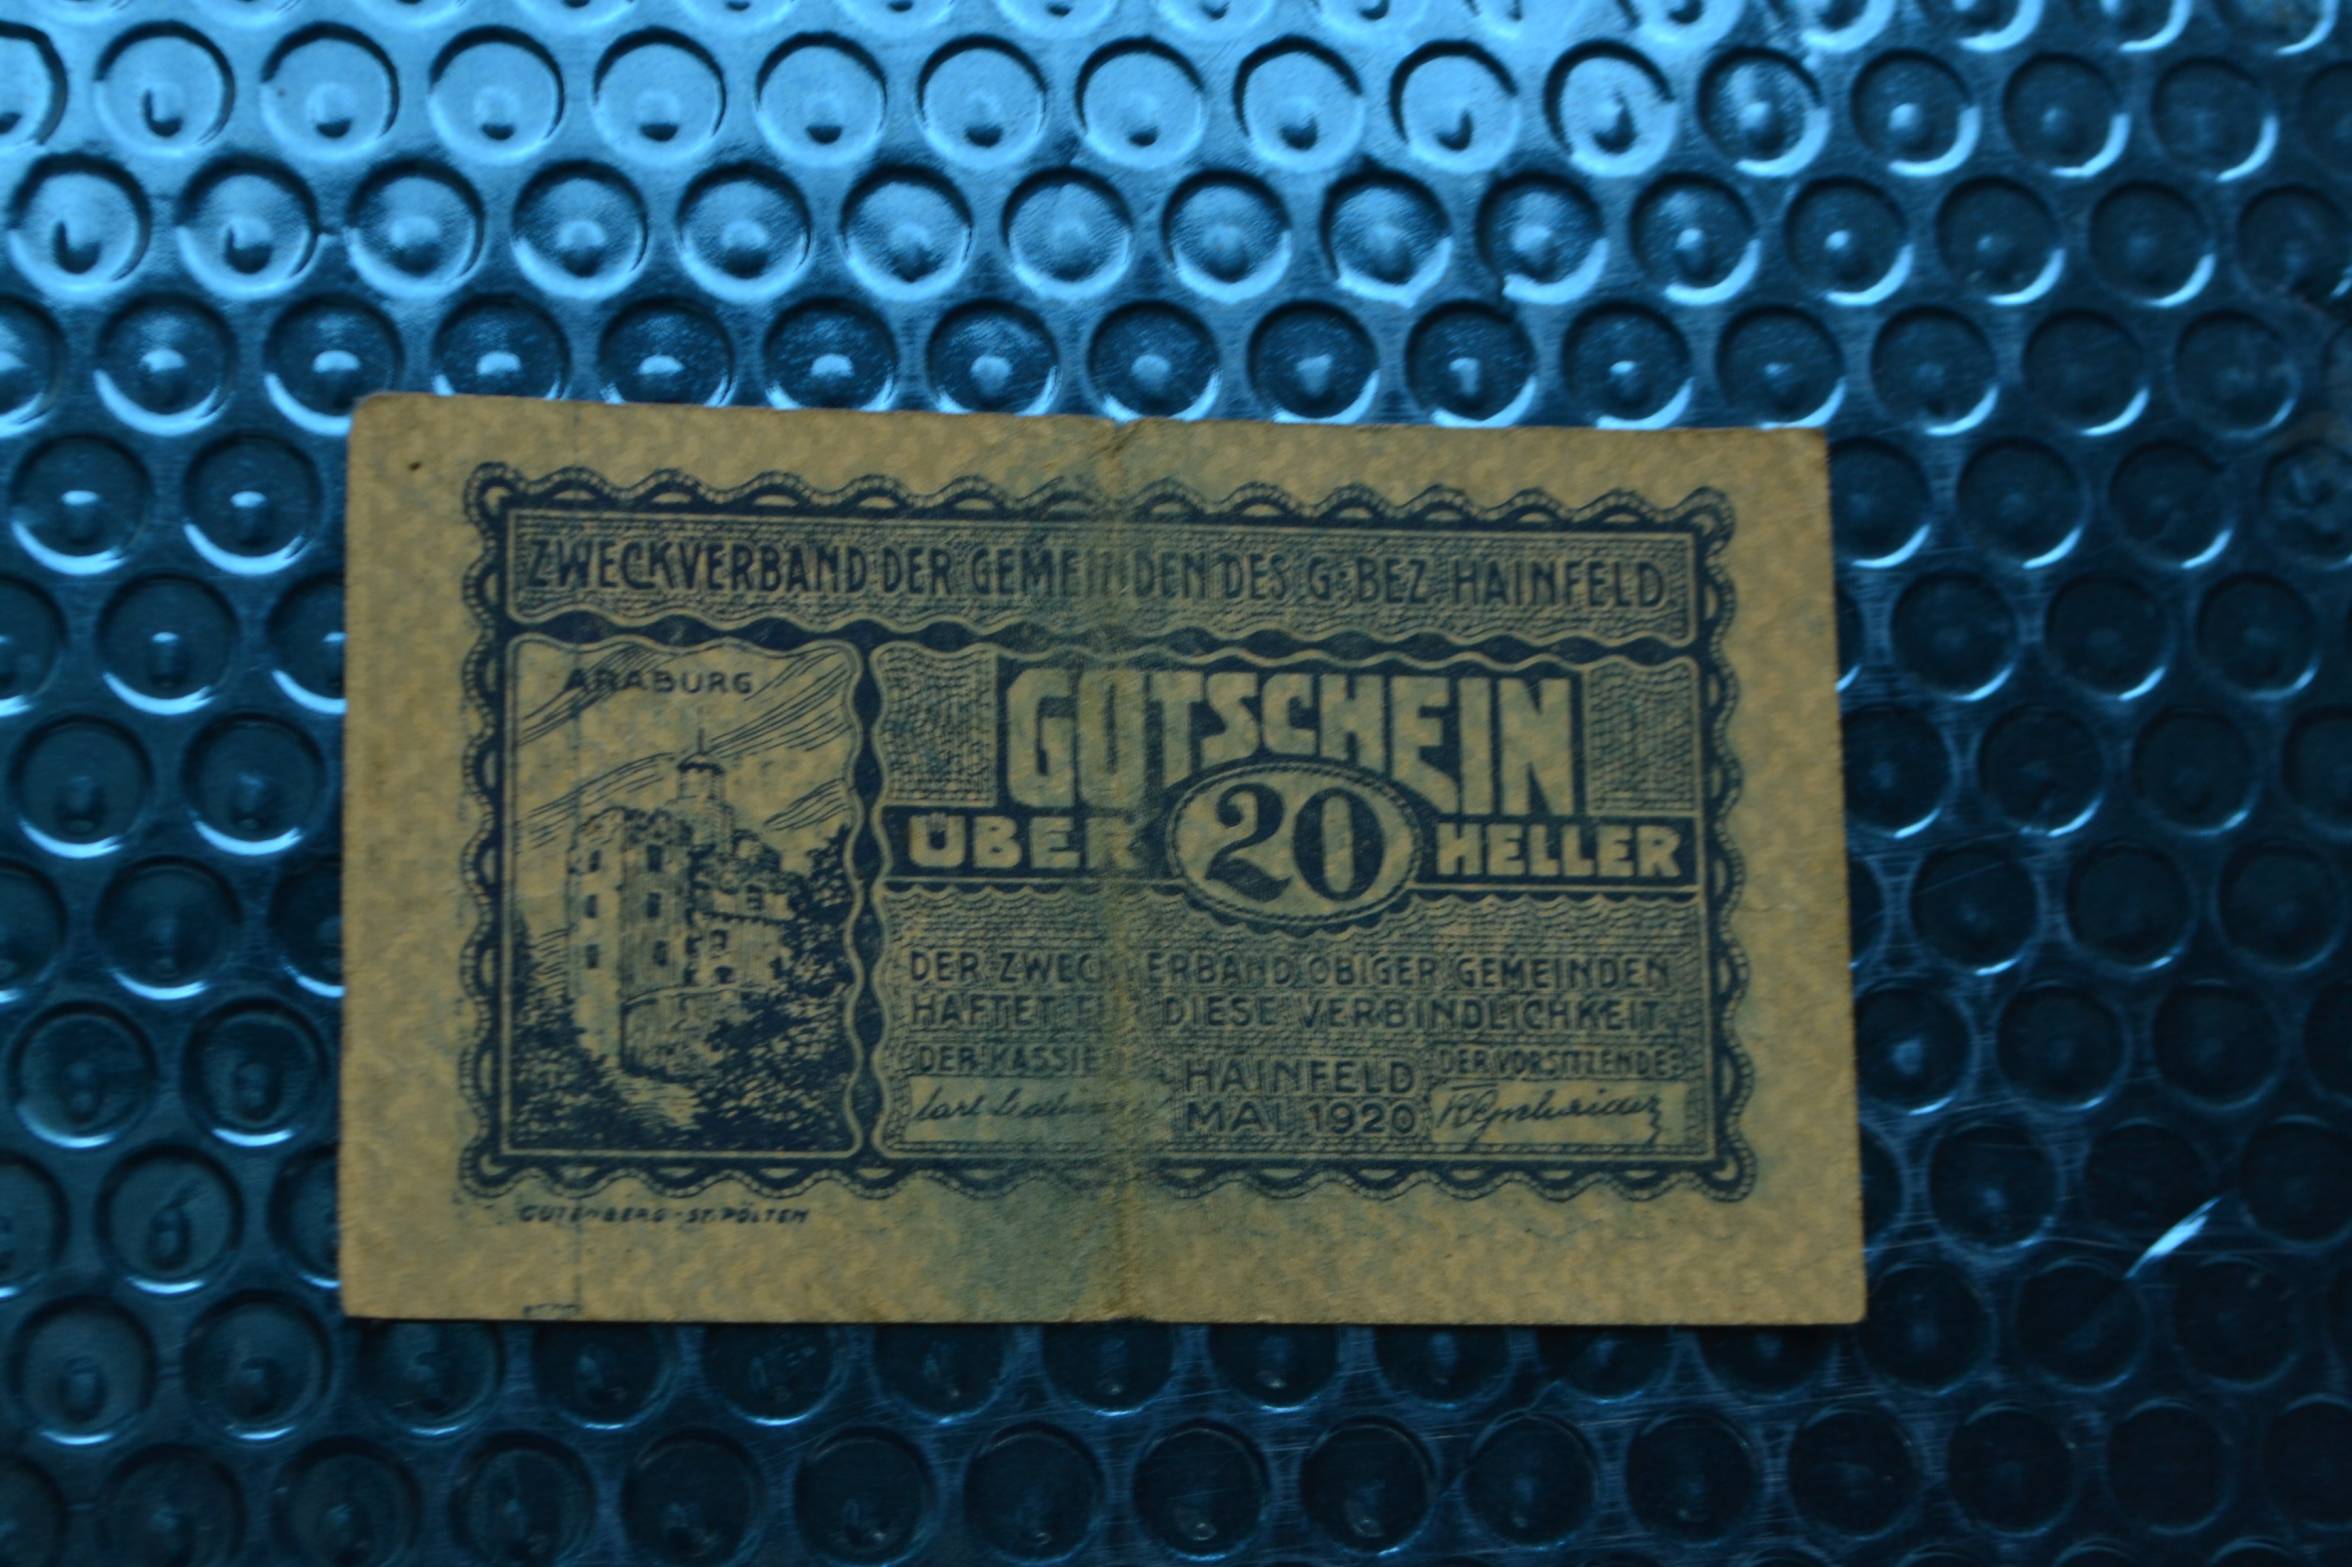 ZWECKVERBAND DER GEMEINDEN DES G·BEZ HAINFELD
ARABURG
GUTSCHEIN
ÜBER 20 HELLER
DER ZWECKVERBAND OBIGER GEMEINDEN
HAFTET FÜR DIESE VERBINDLICHKEIT.
DER KASSIER HAINFELD DER VORSITZENDE:
MAI 1920
GUTENBERG·ST.PÖLTEN